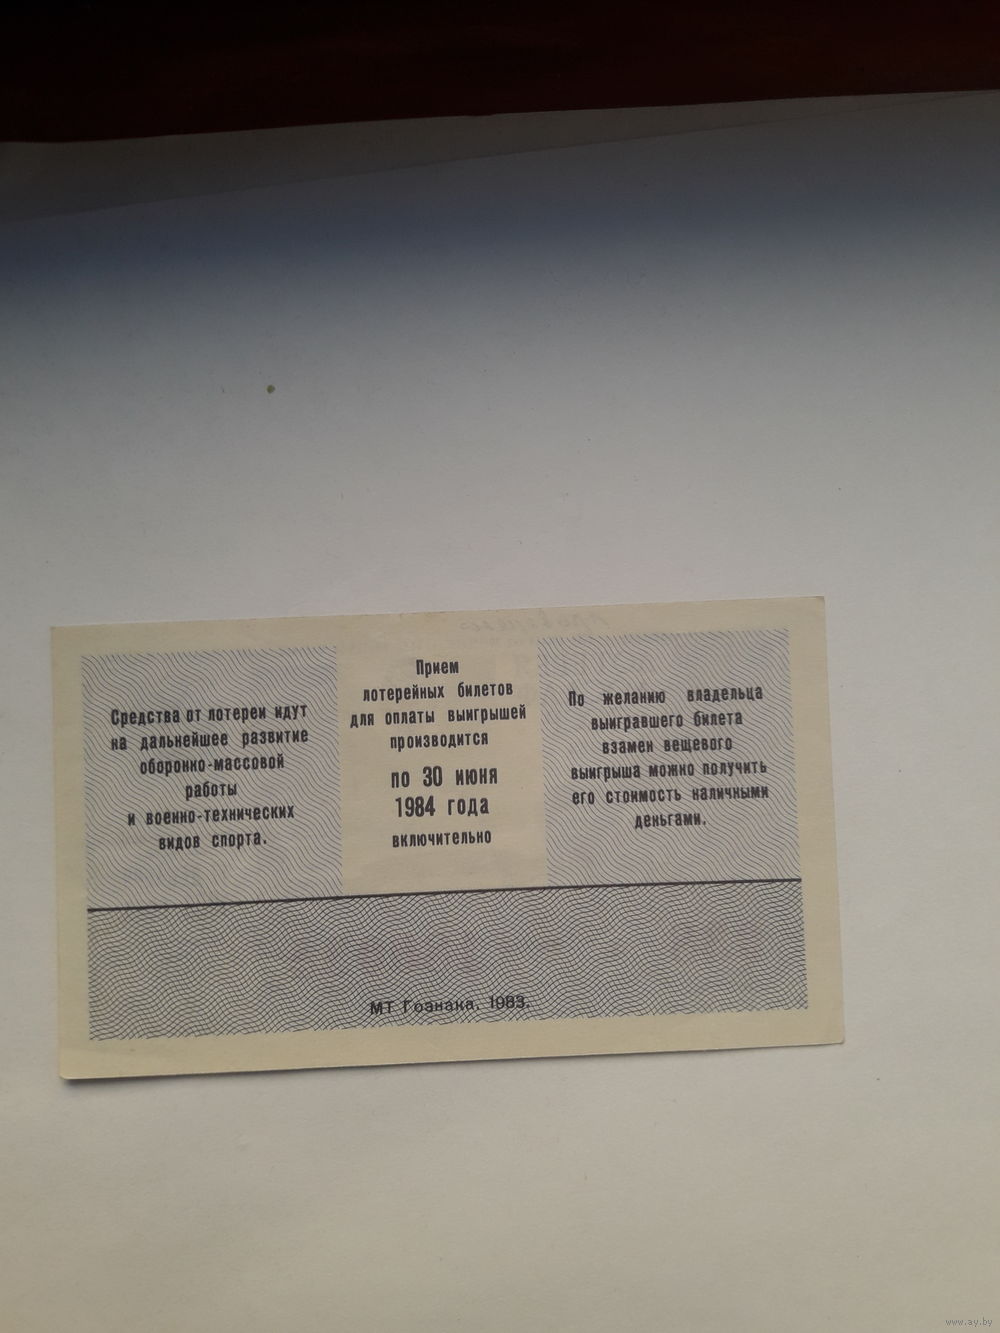 Средства от лотереи идут
на дальнейшее развитие
оборонно-массовой
работы
и военно-технических
видов спорта.
Прием
лотерейных билетов
для оплаты выигрышей
производится
по 30 июня
1984 года
включительно
По желанию владельца
выигравшего билета
взамен вещевого
выигрыша можно получить
его стоимость наличными
деньгами.
МТ Гознака. 1983.
www.ay.by